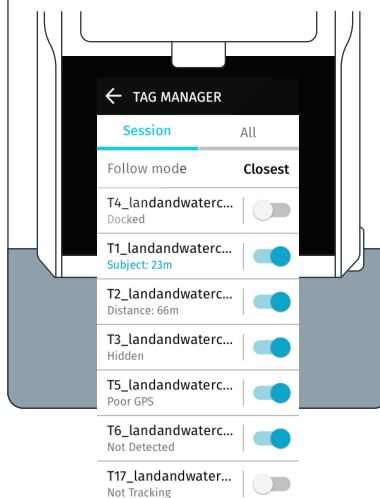 TAG MANAGER
Session All
Follow mode Closest
T4_landandwaterc...
Docked
T1_landandwaterc...
Subject: 23m
T2_landandwaterc...
Distance: 66m
T3_landandwaterc...
Hidden
T5_landandwaterc...
Poor GPS
T6_landandwaterc...
Not Detected
T17_landandwater...
Not Tracking